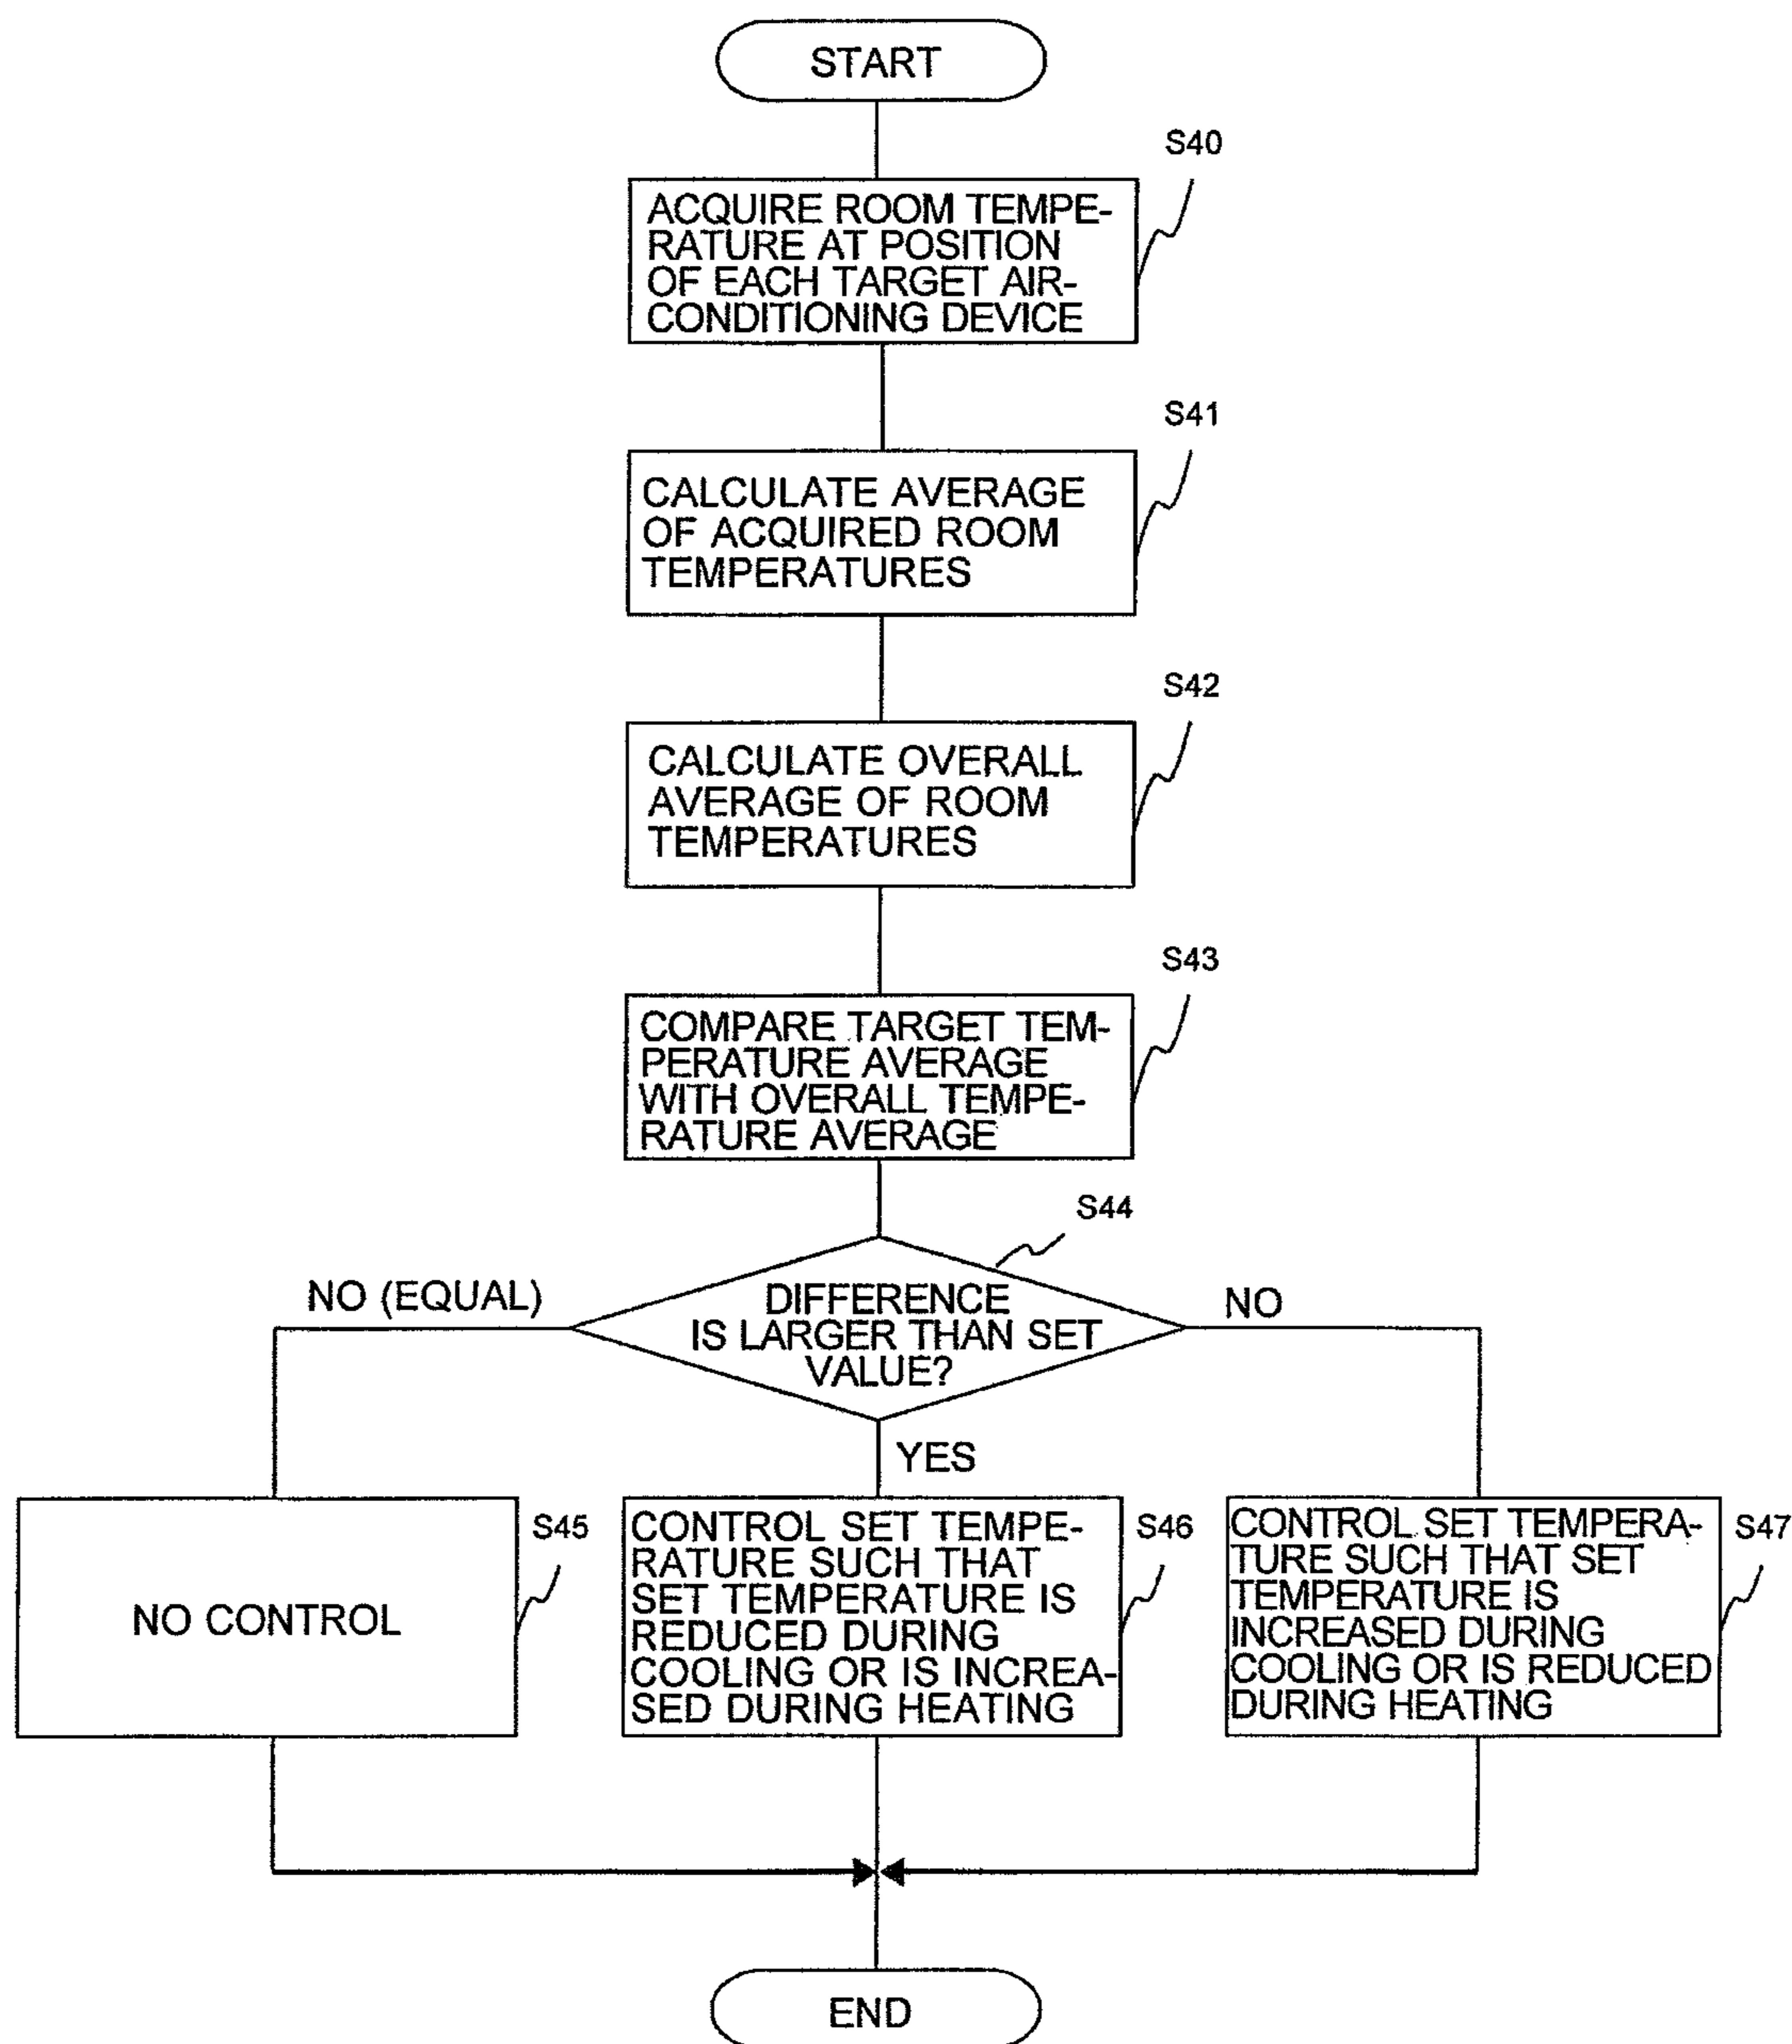 START
S40
ACQUIRE ROOM TEMPE-
RATURE AT POSITION
OF EACH TARGET AIR-
CONDITIONING DEVICE
S41
CALCULATE AVERAGE
OF ACQUIRED ROOM
TEMPERATURES
S42
CALCULATE OVERALL
AVERAGE OF ROOM
TEMPERATURES
S43
COMPARE TARGET TEM-
PERATURE AVERAGE
WITH OVERALL TEMPE-
RATURE AVERAGE
S44
DIFFERENCE
IS LARGER THAN SET
VALUE?
NO (EQUAL)
NO
YES
NO CONTROL
S45
CONTROL SET TEMPE-
RATURE SUCH THAT
SET TEMPERATURE IS
REDUCED DURING
COOLING OR IS INCREA-
SED DURING HEATING
S46
CONTROL SET TEMPERA-
TURE SUCH THAT SET
TEMPERATURE IS
INCREASED DURING
COOLING OR IS REDUCED
DURING HEATING
S47
END